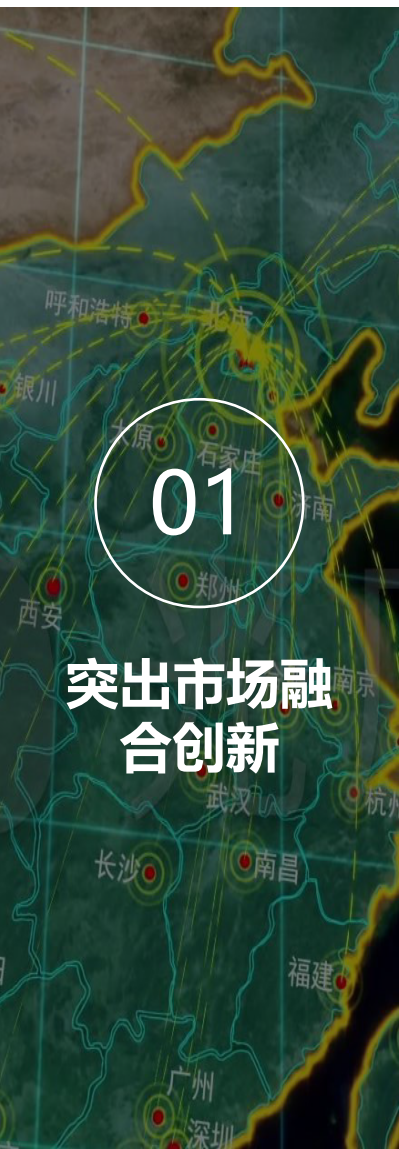 呼和浩特
北京
银川
太原
石家庄
01
济南
郑州
西安
突出市场融
合创新
南京
武汉
杭州
长沙
南昌
福建
广州
深圳